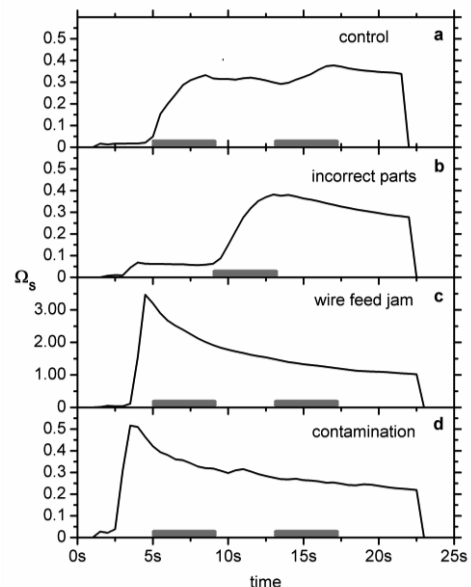 a
control
0.5
0.4
0.3
0.2
0.1
0
b
incorrect parts
0.5
0.4
0.3
0.2
0.1
0
Ωs
c
wire feed jam
3.00
2.00
1.00
0
d
contamination
0.5
0.4
0.3
0.2
0.1
0
0s 5s 10s 15s 20s 25s
time